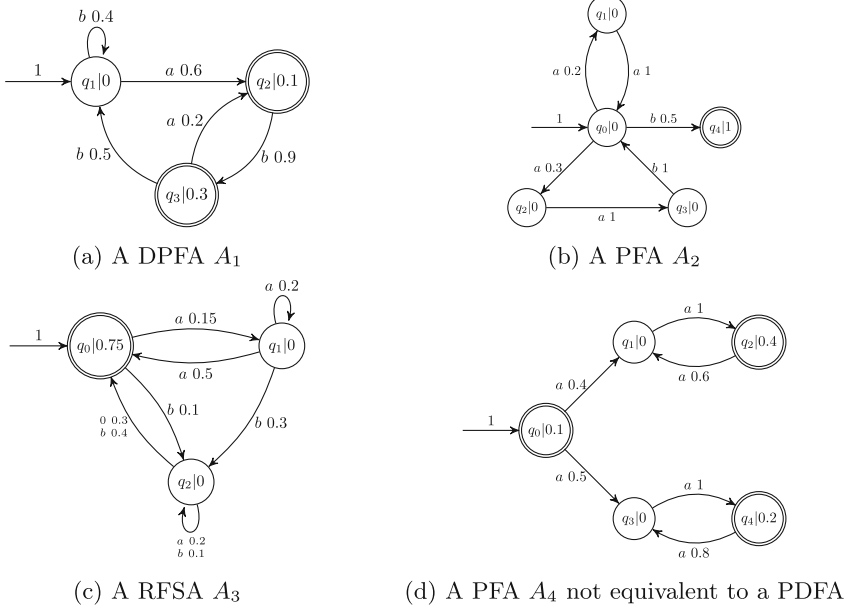 b 0.4
1
q1|0
a 0.6
q2|0.1
a 0.2
b 0.5
b 0.9
q3|0.3
(a) A DPFA A1
q1|0
a 0.2
a 1
1
q0|0
b 0.5
q4|1
a 0.3
b 1
q2|0
a 1
q3|0
(b) A PFA A2
a 0.2
1
q0|0.75
a 0.15
q1|0
a 0.5
b 0.1
b 0.3
0 0.3
b 0.4
q2|0
a 0.2
b 0.1
(c) A RFSA A3
a 1
q1|0
q2|0.4
a 0.4
a 0.6
1
q0|0.1
a 0.5
a 1
q3|0
q4|0.2
a 0.8
(d) A PFA A4 not equivalent to a PDFA